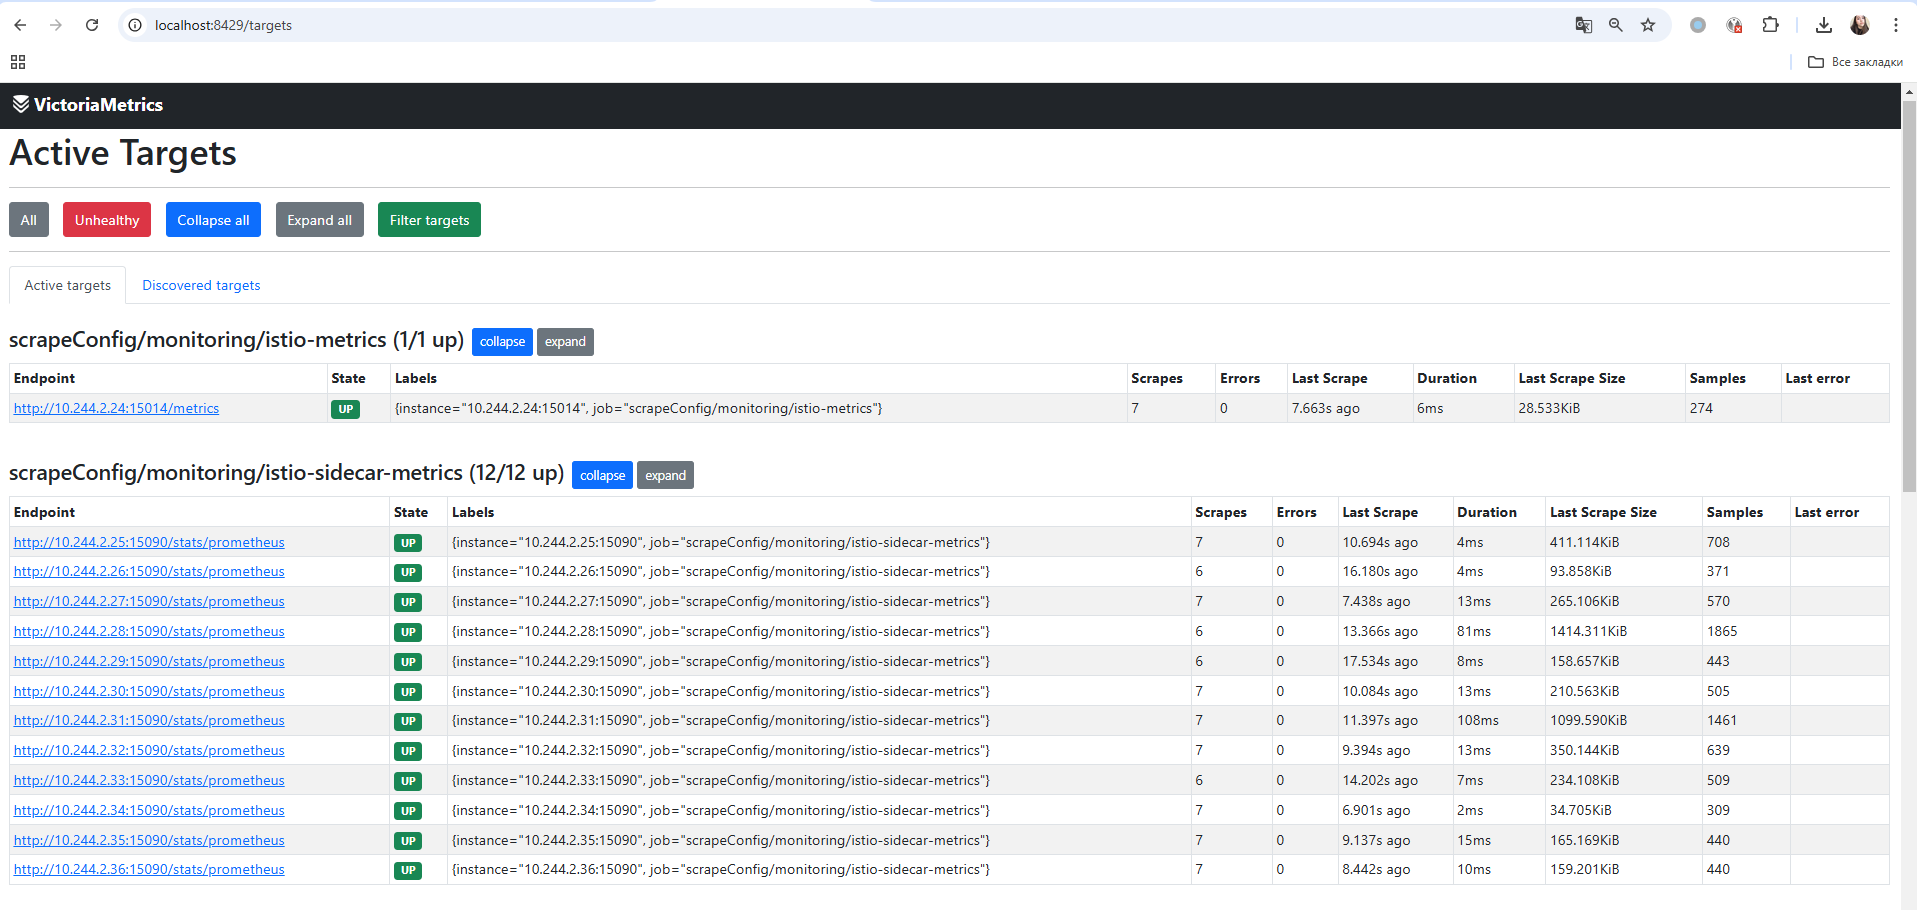 localhost:8429/targets
Все закладки
VictoriaMetrics
Active Targets
All Unhealthy Collapse all Expand all Filter targets
Active targets Discovered targets
scrapeConfig/monitoring/istio-metrics (1/1 up) collapse expand
Endpoint State Labels Scrapes Errors Last Scrape Duration Last Scrape Size Samples Last error
http://10.244.2.24:15014/metrics UP {instance="10.244.2.24:15014", job="scrapeConfig/monitoring/istio-metrics"} 7 0 7.663s ago 6ms 28.533KiB 274
scrapeConfig/monitoring/istio-sidecar-metrics (12/12 up) collapse expand
Endpoint State Labels Scrapes Errors Last Scrape Duration Last Scrape Size Samples Last error
http://10.244.2.25:15090/stats/prometheus UP {instance="10.244.2.25:15090", job="scrapeConfig/monitoring/istio-sidecar-metrics"} 7 0 10.694s ago 4ms 411.114KiB 708
http://10.244.2.26:15090/stats/prometheus UP {instance="10.244.2.26:15090", job="scrapeConfig/monitoring/istio-sidecar-metrics"} 6 0 16.180s ago 4ms 93.858KiB 371
http://10.244.2.27:15090/stats/prometheus UP {instance="10.244.2.27:15090", job="scrapeConfig/monitoring/istio-sidecar-metrics"} 7 0 7.438s ago 13ms 265.106KiB 570
http://10.244.2.28:15090/stats/prometheus UP {instance="10.244.2.28:15090", job="scrapeConfig/monitoring/istio-sidecar-metrics"} 6 0 13.366s ago 81ms 1414.311KiB 1865
http://10.244.2.29:15090/stats/prometheus UP {instance="10.244.2.29:15090", job="scrapeConfig/monitoring/istio-sidecar-metrics"} 6 0 17.534s ago 8ms 158.657KiB 443
http://10.244.2.30:15090/stats/prometheus UP {instance="10.244.2.30:15090", job="scrapeConfig/monitoring/istio-sidecar-metrics"} 7 0 10.084s ago 13ms 210.563KiB 505
http://10.244.2.31:15090/stats/prometheus UP {instance="10.244.2.31:15090", job="scrapeConfig/monitoring/istio-sidecar-metrics"} 7 0 11.397s ago 108ms 1099.590KiB 1461
http://10.244.2.32:15090/stats/prometheus UP {instance="10.244.2.32:15090", job="scrapeConfig/monitoring/istio-sidecar-metrics"} 7 0 9.394s ago 13ms 350.144KiB 639
http://10.244.2.33:15090/stats/prometheus UP {instance="10.244.2.33:15090", job="scrapeConfig/monitoring/istio-sidecar-metrics"} 6 0 14.202s ago 7ms 234.108KiB 509
http://10.244.2.34:15090/stats/prometheus UP {instance="10.244.2.34:15090", job="scrapeConfig/monitoring/istio-sidecar-metrics"} 7 0 6.901s ago 2ms 34.705KiB 309
http://10.244.2.35:15090/stats/prometheus UP {instance="10.244.2.35:15090", job="scrapeConfig/monitoring/istio-sidecar-metrics"} 7 0 9.137s ago 15ms 165.169KiB 440
http://10.244.2.36:15090/stats/prometheus UP {instance="10.244.2.36:15090", job="scrapeConfig/monitoring/istio-sidecar-metrics"} 7 0 8.442s ago 10ms 159.201KiB 440